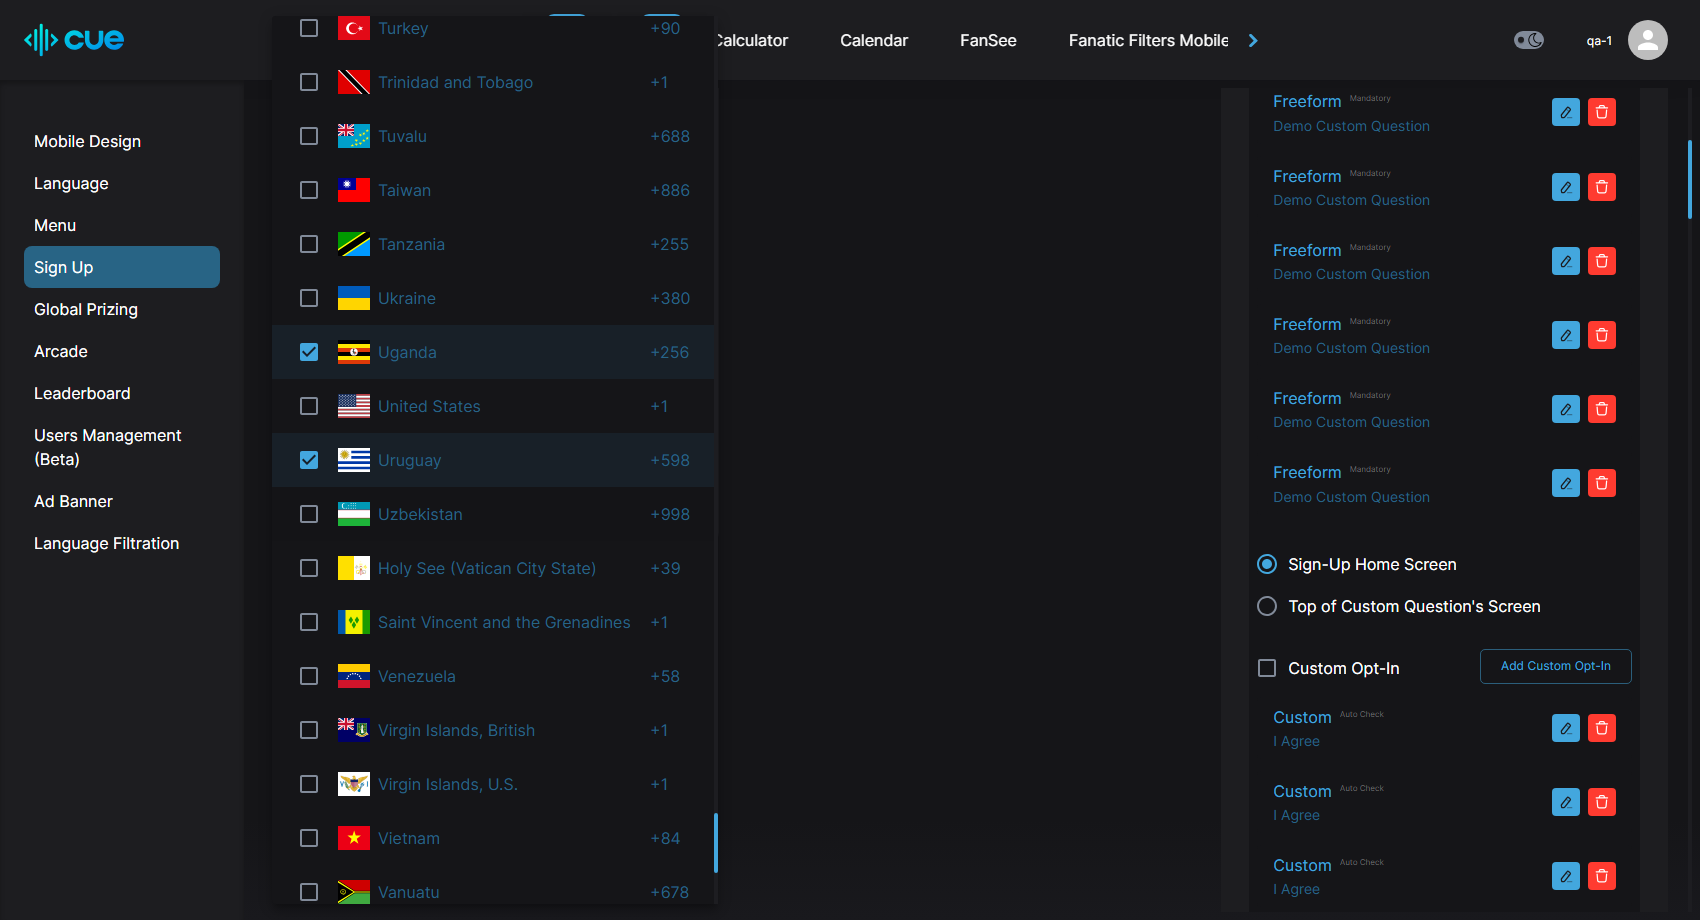 cue
Calculator
Calendar
FanSee
Fanatic Filters Mobile
qa-1
Mobile Design
Language
Menu
Sign Up
Global Prizing
Arcade
Leaderboard
Users Management
(Beta)
Ad Banner
Language Filtration
Turkey +90
Trinidad and Tobago +1
Tuvalu +688
Taiwan +886
Tanzania +255
Ukraine +380
Uganda +256
United States +1
Uruguay +598
Uzbekistan +998
Holy See (Vatican City State) +39
Saint Vincent and the Grenadines +1
Venezuela +58
Virgin Islands, British +1
Virgin Islands, U.S. +1
Vietnam +84
Vanuatu +678
Freeform Mandatory
Demo Custom Question
Freeform Mandatory
Demo Custom Question
Freeform Mandatory
Demo Custom Question
Freeform Mandatory
Demo Custom Question
Freeform Mandatory
Demo Custom Question
Freeform Mandatory
Demo Custom Question
Sign-Up Home Screen
Top of Custom Question's Screen
Custom Opt-In
Add Custom Opt-In
Custom Auto Check
I Agree
Custom Auto Check
I Agree
Custom Auto Check
I Agree